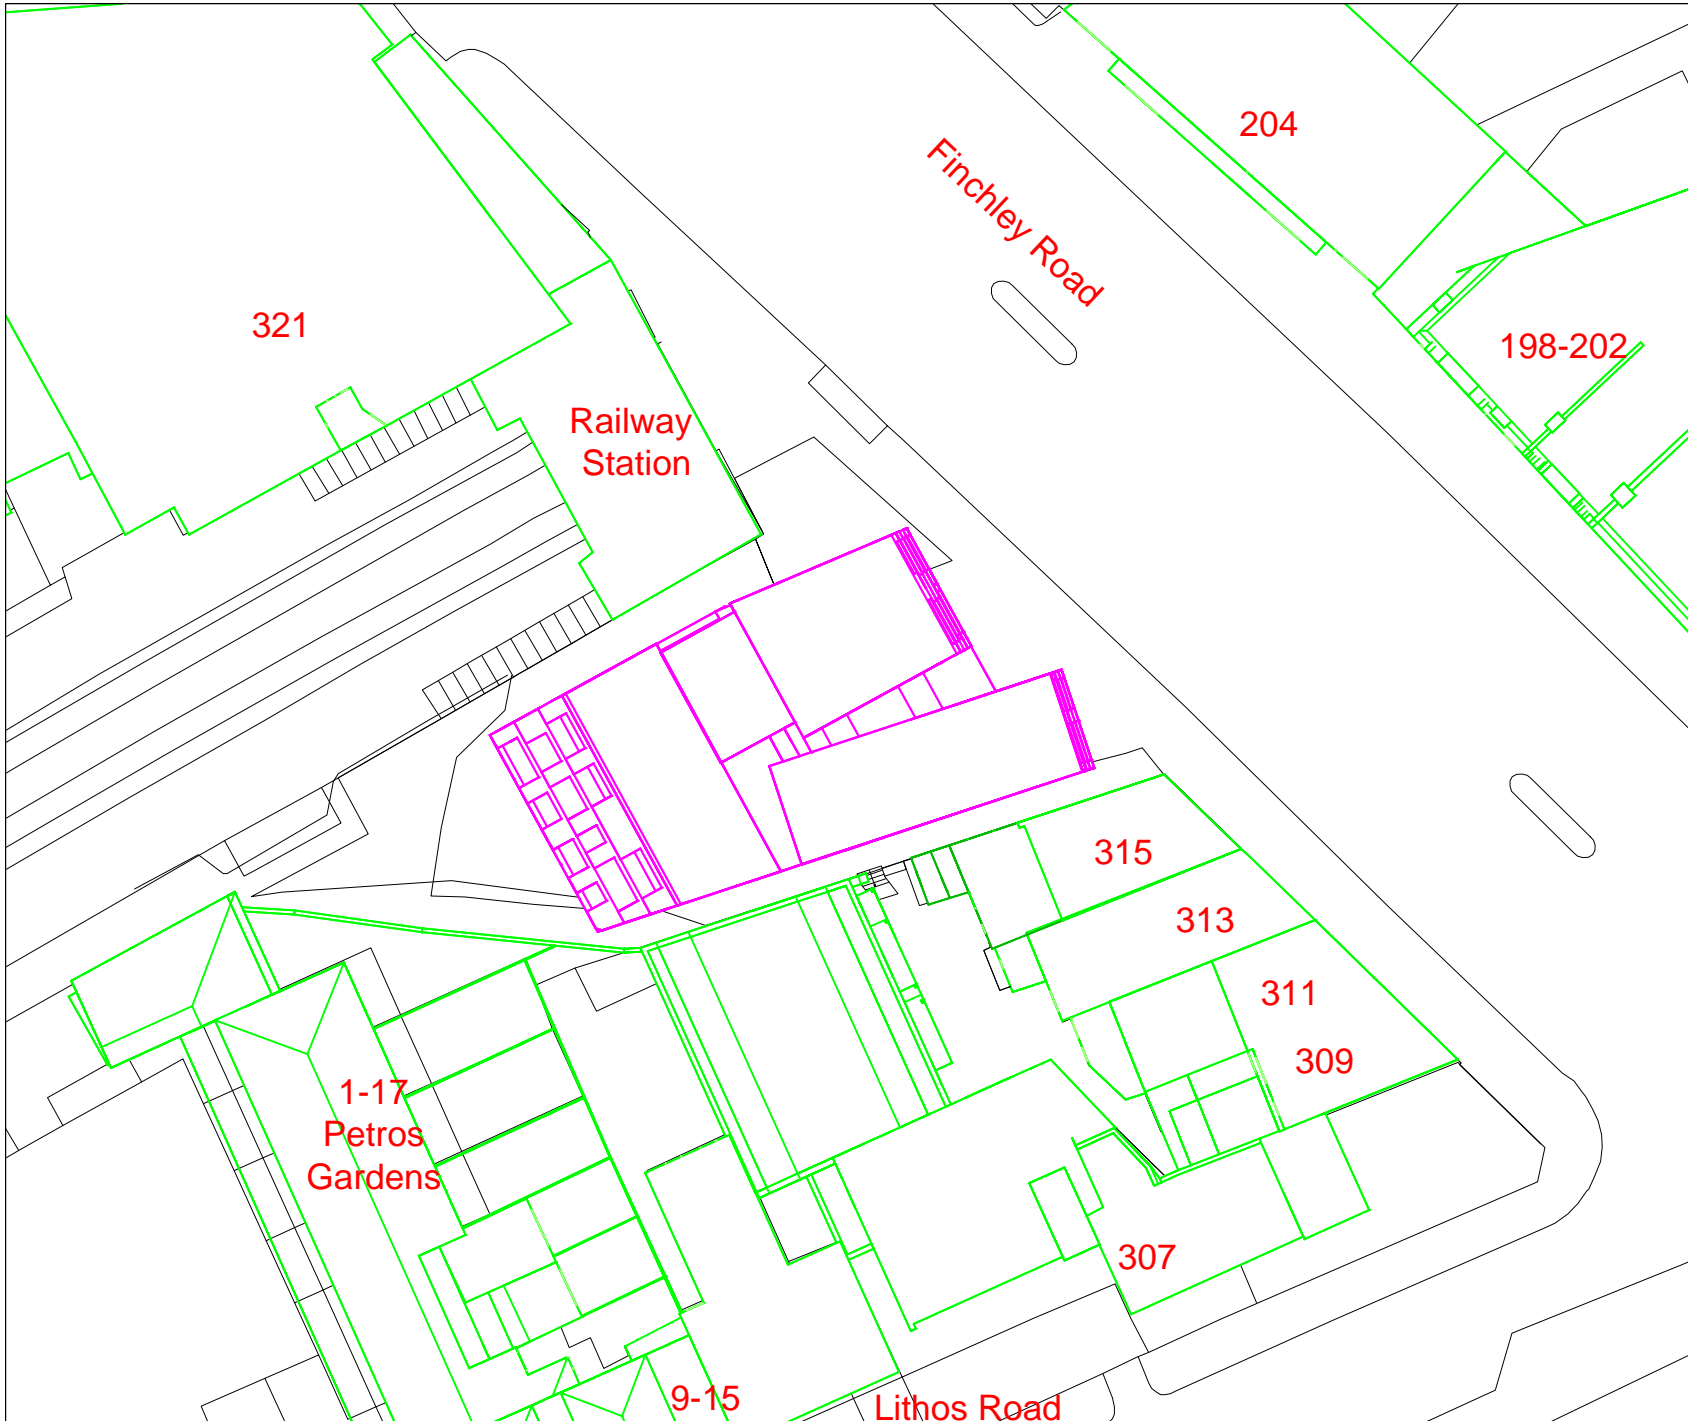 204
Finchley Road
321
198-202
Railway
Station
315
313
311
309
1-17
Petros
Gardens
307
9-15
Lithos Road